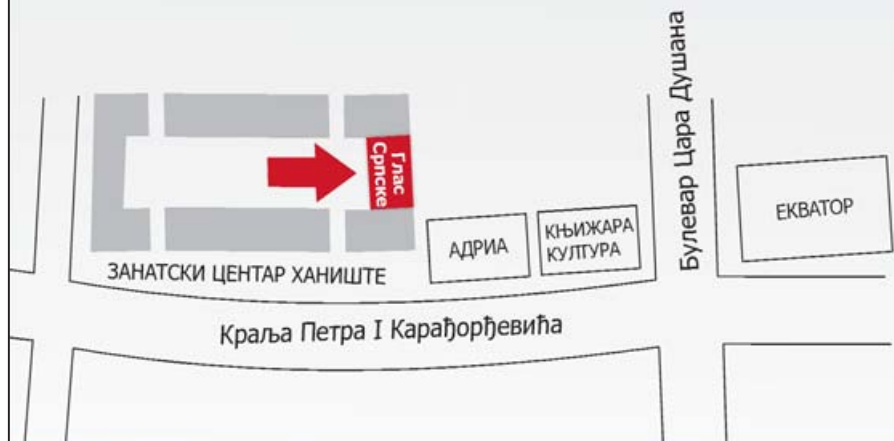 Глас
Српске
Булевар Цара Душана
ЕКВАТОР
АДРИА
КЊИЖАРА
КУЛТУРА
ЗАНАТСКИ ЦЕНТАР ХАНИШТЕ
Краља Петра I Карађорђевића